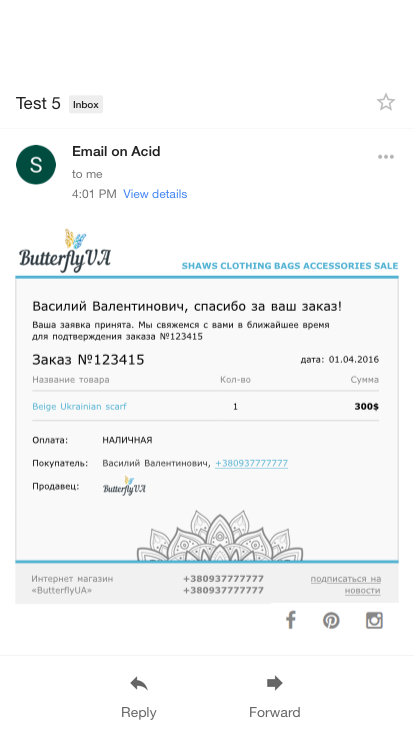 Test 5 Inbox
S
Email on Acid
to me
4:01 PM View details
ButterflyUA
SHAWS CLOTHING BAGS ACCESSORIES SALE
Василий Валентинович, спасибо за ваш заказ!
Ваша заявка принята. Мы свяжемся с вами в ближайшее время
для подтверждения заказа №123415
Заказ №123415 дата: 01.04.2016
Название товара Кол-во Сумма
Beige Ukrainian scarf 1 300$
Оплата: НАЛИЧНАЯ
Покупатель: Василий Валентинович, +380937777777
Продавец: ButterflyUA
Интернет магазин +380937777777 подписаться на
«ButterflyUA» +380937777777 новости
Reply Forward